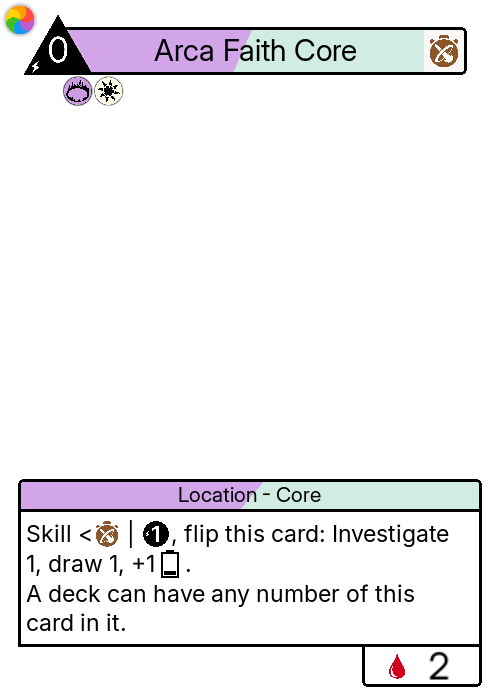 0 Arca Faith Core
Location - Core
Skill < | 1, flip this card: Investigate
1, draw 1, +1 .
A deck can have any number of this
card in it.
2